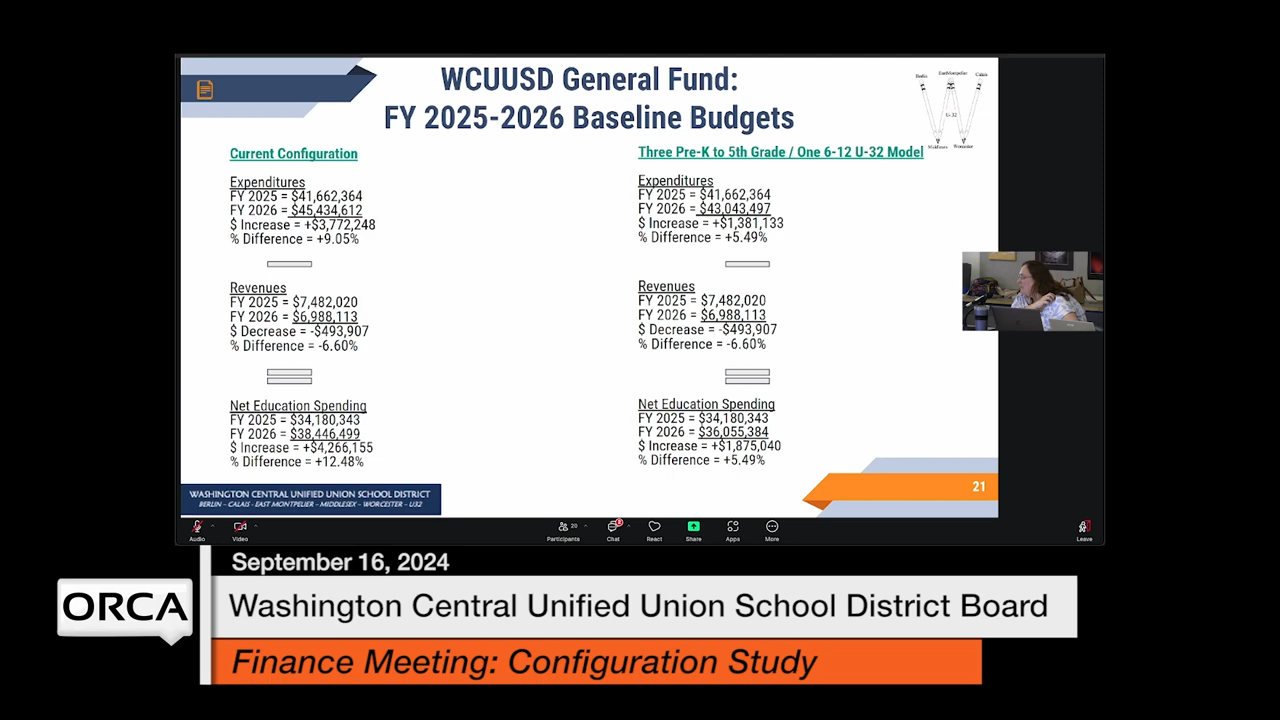 WCUUSD General Fund:
FY 2025-2026 Baseline Budgets
Berlin
East Montpelier
Calais
U-32
Middlesex
Worcester
Current Configuration
Expenditures
FY 2025 = $41,662,364
FY 2026 = $45,434,612
$ Increase = +$3,772,248
% Difference = +9.05%
Revenues
FY 2025 = $7,482,020
FY 2026 = $6,988,113
$ Decrease = -$493,907
% Difference = -6.60%
Net Education Spending
FY 2025 = $34,180,343
FY 2026 = $38,446,499
$ Increase = +$4,266,155
% Difference = +12.48%
Three Pre-K to 5th Grade / One 6-12 U-32 Model
Expenditures
FY 2025 = $41,662,364
FY 2026 = $43,043,497
$ Increase = +$1,381,133
% Difference = +5.49%
Revenues
FY 2025 = $7,482,020
FY 2026 = $6,988,113
$ Decrease = -$493,907
% Difference = -6.60%
Net Education Spending
FY 2025 = $34,180,343
FY 2026 = $36,055,384
$ Increase = +$1,875,040
% Difference = +5.49%
WASHINGTON CENTRAL UNIFIED UNION SCHOOL DISTRICT
BERLIN – CALAIS - EAST MONTPELIER – MIDDLESEX – WORCESTER – U32
21
Audio
Video
20
Participants
Chat
React
Share
Apps
More
Leave
September 16, 2024
ORCA
Washington Central Unified Union School District Board
Finance Meeting: Configuration Study